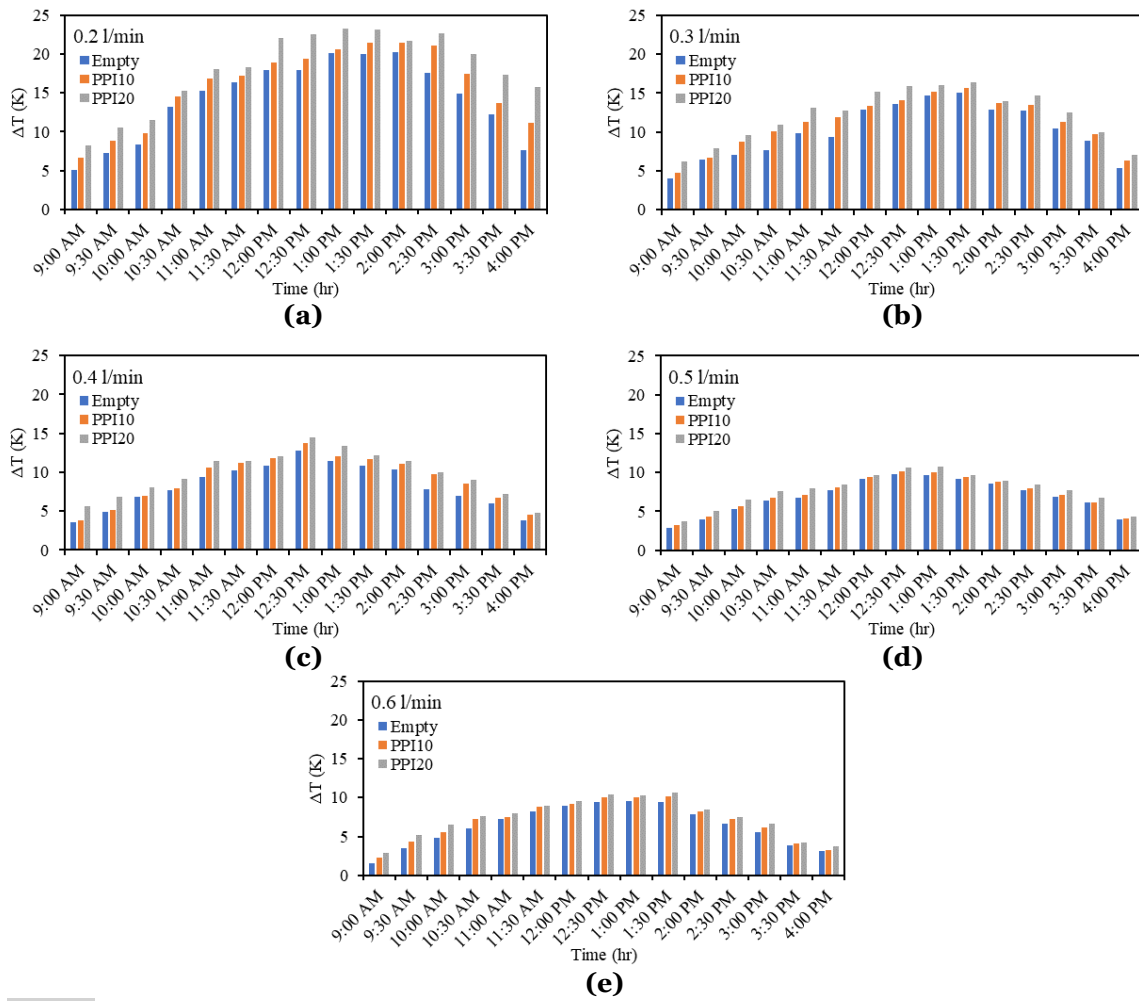 25
20
15
10
5
0
ΔT (K)
0.2 l/min
Empty
PPI10
PPI20
9:00 AM
9:30 AM
10:00 AM
10:30 AM
11:00 AM
11:30 AM
12:00 PM
12:30 PM
1:00 PM
1:30 PM
2:00 PM
2:30 PM
3:00 PM
3:30 PM
4:00 PM
Time (hr)
(a)
25
20
15
10
5
0
ΔT (K)
0.3 l/min
Empty
PPI10
PPI20
9:00 AM
9:30 AM
10:00 AM
10:30 AM
11:00 AM
11:30 AM
12:00 PM
12:30 PM
1:00 PM
1:30 PM
2:00 PM
2:30 PM
3:00 PM
3:30 PM
4:00 PM
Time (hr)
(b)
25
20
15
10
5
0
ΔT (K)
0.4 l/min
Empty
PPI10
PPI20
9:00 AM
9:30 AM
10:00 AM
10:30 AM
11:00 AM
11:30 AM
12:00 PM
12:30 PM
1:00 PM
1:30 PM
2:00 PM
2:30 PM
3:00 PM
3:30 PM
4:00 PM
Time (hr)
(c)
25
20
15
10
5
0
ΔT (K)
0.5 l/min
Empty
PPI10
PPI20
9:00 AM
9:30 AM
10:00 AM
10:30 AM
11:00 AM
11:30 AM
12:00 PM
12:30 PM
1:00 PM
1:30 PM
2:00 PM
2:30 PM
3:00 PM
3:30 PM
4:00 PM
Time (hr)
(d)
25
20
15
10
5
0
ΔT (K)
0.6 l/min
Empty
PPI10
PPI20
9:00 AM
9:30 AM
10:00 AM
10:30 AM
11:00 AM
11:30 AM
12:00 PM
12:30 PM
1:00 PM
1:30 PM
2:00 PM
2:30 PM
3:00 PM
3:30 PM
4:00 PM
Time (hr)
(e)